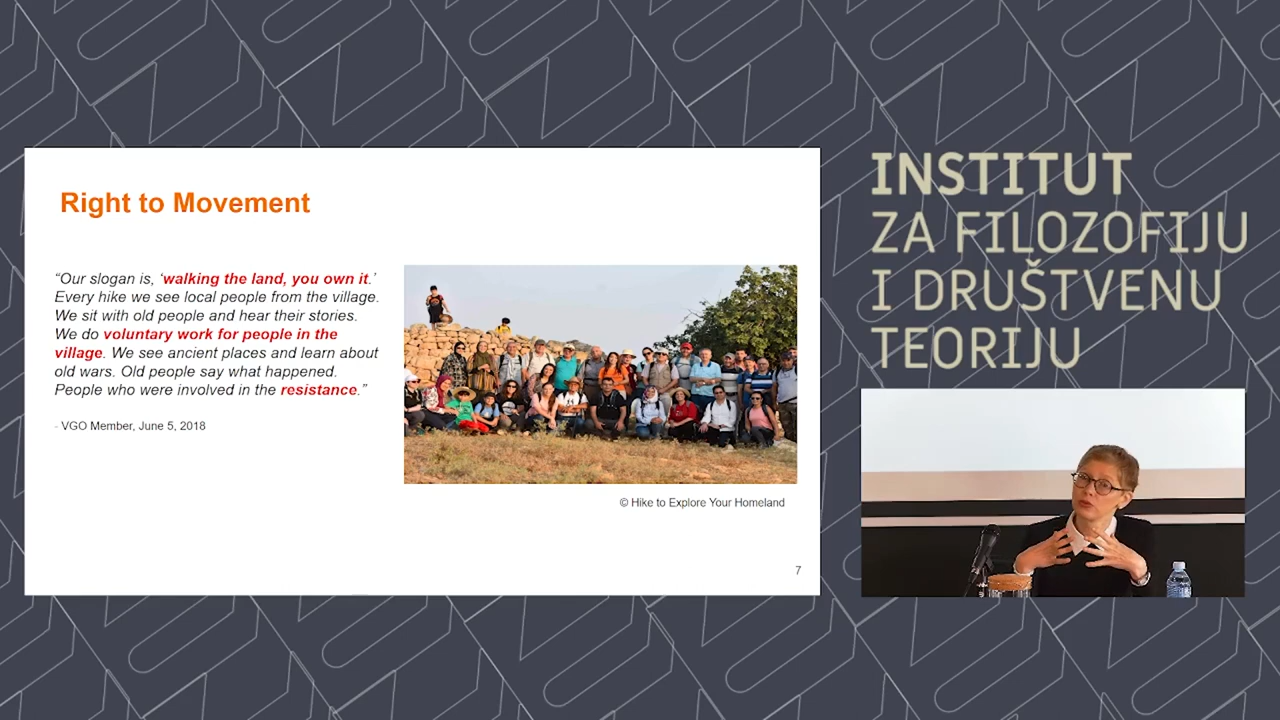 Right to Movement
“Our slogan is, ‘walking the land, you own it.’
Every hike we see local people from the village.
We sit with old people and hear their stories.
We do voluntary work for people in the
village. We see ancient places and learn about
old wars. Old people say what happened.
People who were involved in the resistance.”
- VGO Member, June 5, 2018
© Hike to Explore Your Homeland
7
INSTITUT
ZA FILOZOFIJU
I DRUŠTVENU
TEORIJU